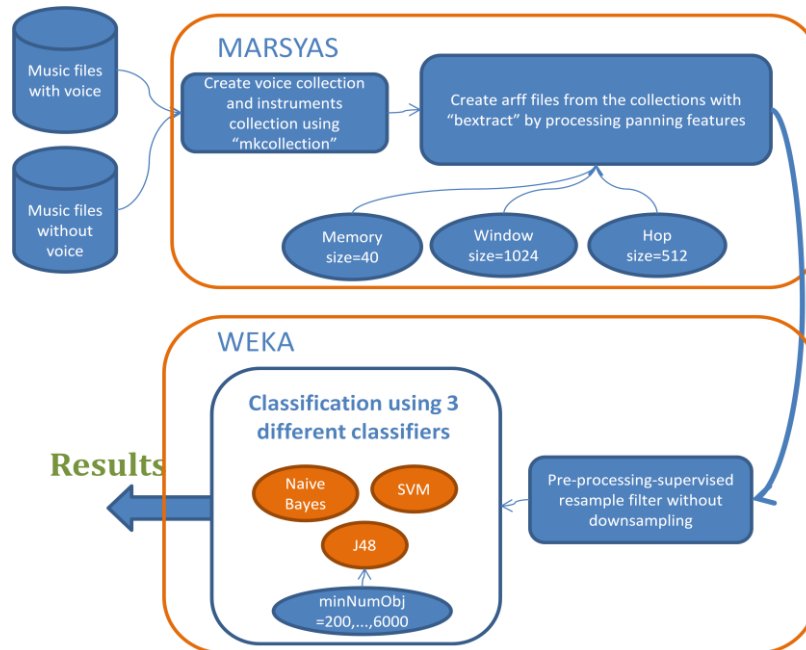 Music files
with voice
Music files
without
voice
MARSYAS
Create voice collection
and instruments
collection using
“mkcollection”
Create arff files from the collections with
“bextract” by processing panning features
Memory
size=40
Window
size=1024
Hop
size=512
WEKA
Classification using 3
different classifiers
Naive
Bayes
SVM
J48
minNumObj
=200,...,6000
Pre-processing-supervised
resample filter without
downsampling
Results